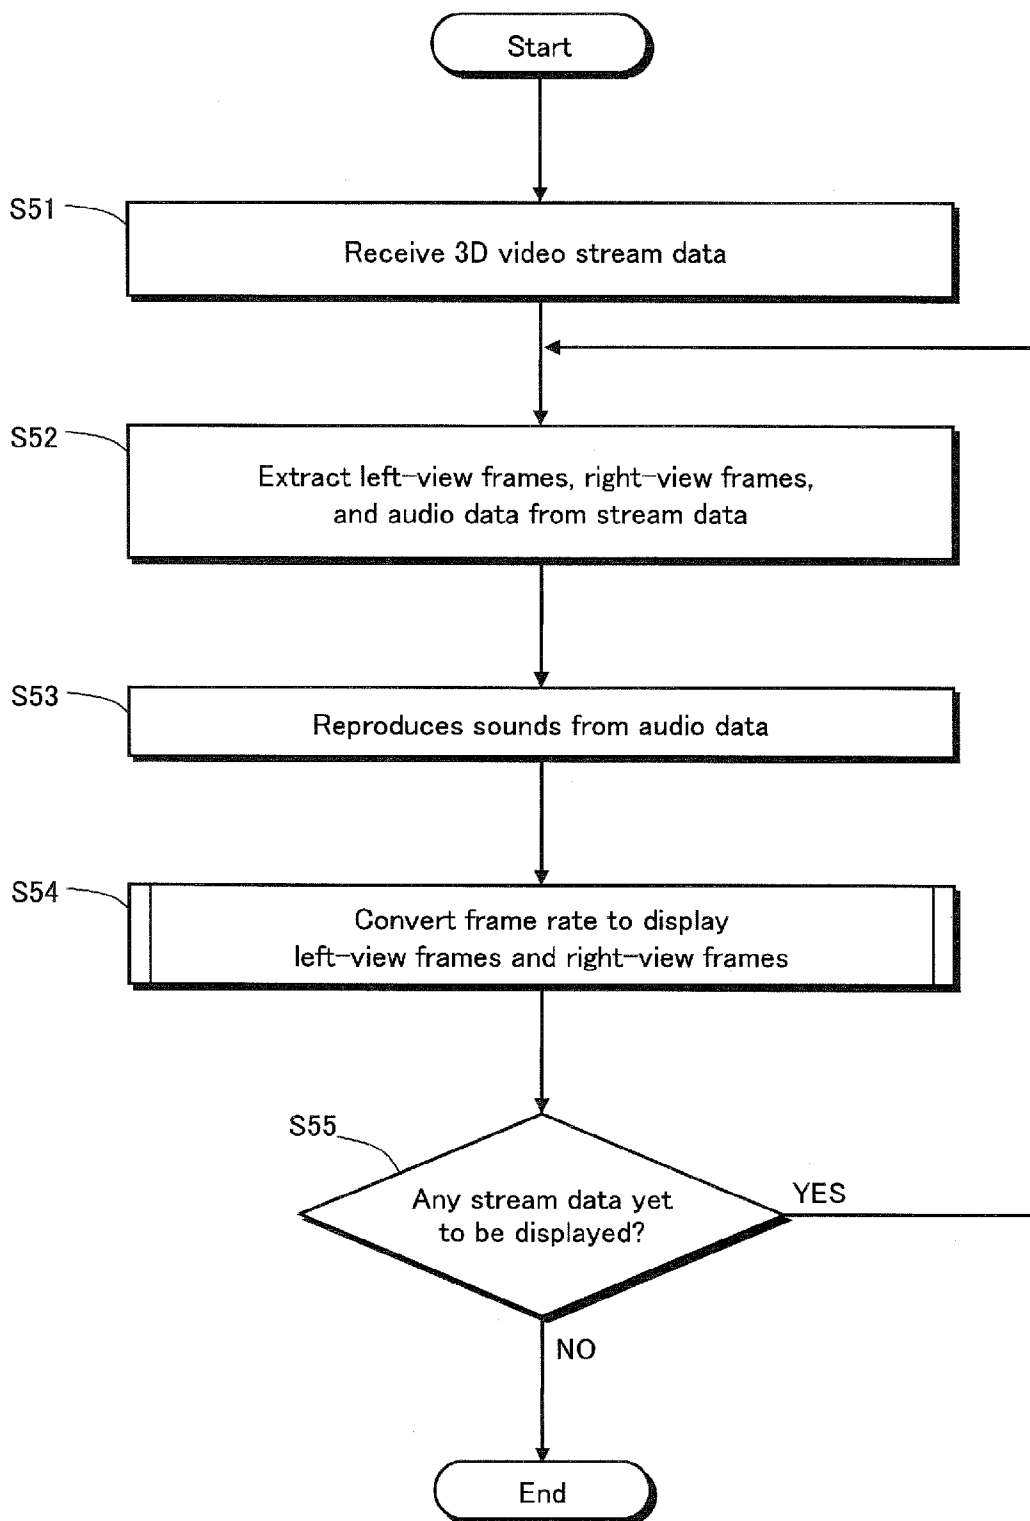 Start
S51
Receive 3D video stream data
S52
Extract left-view frames, right-view frames,
and audio data from stream data
S53
Reproduces sounds from audio data
S54
Convert frame rate to display
left-view frames and right-view frames
S55
Any stream data yet
to be displayed?
YES
NO
End